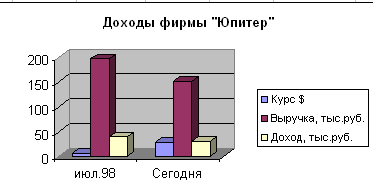 Доходы фирмы "Юпитер"
200
150
100
50
0
июл.98 Сегодня
Курс $
Выручка, тыс.руб.
Доход, тыс.руб.